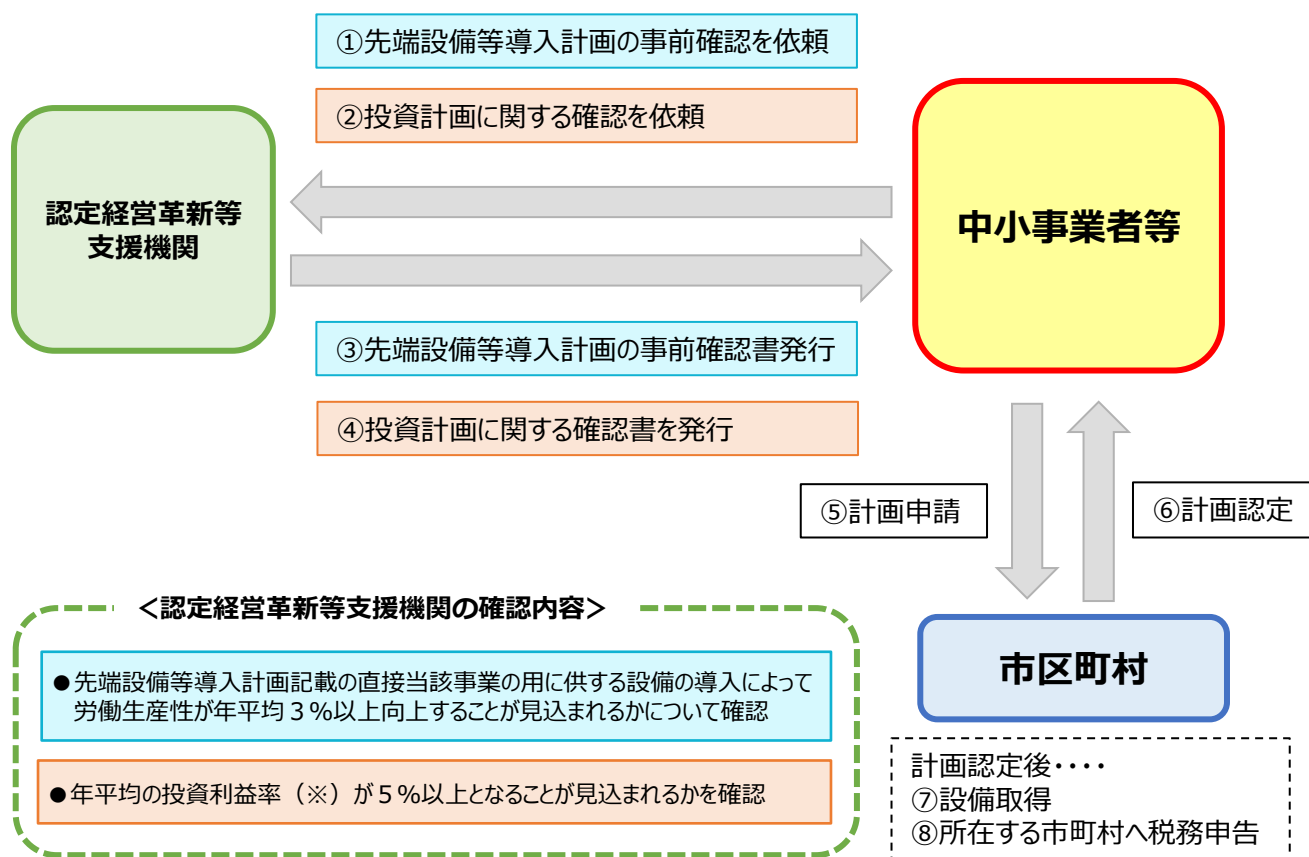 ①先端設備等導入計画の事前確認を依頼
②投資計画に関する確認を依頼
認定経営革新等
支援機関
中小事業者等
③先端設備等導入計画の事前確認書発行
④投資計画に関する確認書を発行
⑤計画申請
⑥計画認定
＜認定経営革新等支援機関の確認内容＞
●先端設備等導入計画記載の直接当該事業の用に供する設備の導入によって
労働生産性が年平均３％以上向上することが見込まれるかについて確認
●年平均の投資利益率（※）が５％以上となることが見込まれるかを確認
市区町村
計画認定後・・・・
⑦設備取得
⑧所在する市町村へ税務申告